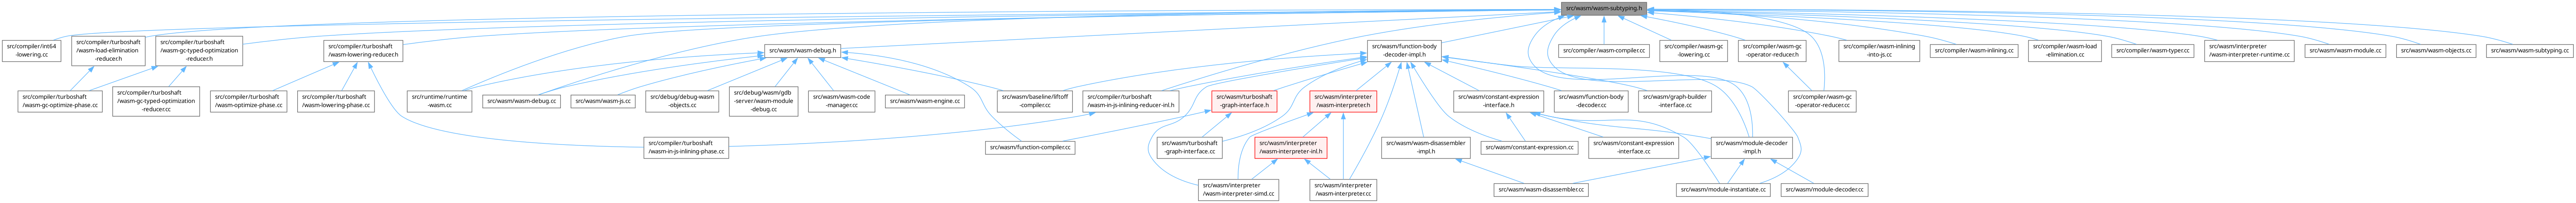 src/wasm/wasm-subtyping.h
src/compiler/int64
-lowering.cc
src/compiler/turboshaft
/wasm-load-elimination
-reducer.h
src/compiler/turboshaft
/wasm-gc-typed-optimization
-reducer.h
src/compiler/turboshaft
/wasm-lowering-reducer.h
src/wasm/wasm-debug.h
src/wasm/function-body
-decoder-impl.h
src/compiler/wasm-compiler.cc
src/compiler/wasm-gc
-lowering.cc
src/compiler/wasm-gc
-operator-reducer.h
src/compiler/wasm-inlining
-into-js.cc
src/compiler/wasm-inlining.cc
src/compiler/wasm-load
-elimination.cc
src/compiler/wasm-typer.cc
src/wasm/interpreter
/wasm-interpreter-runtime.cc
src/wasm/wasm-module.cc
src/wasm/wasm-objects.cc
src/wasm/wasm-subtyping.cc
src/compiler/turboshaft
/wasm-gc-optimize-phase.cc
src/compiler/turboshaft
/wasm-gc-typed-optimization
-reducer.cc
src/compiler/turboshaft
/wasm-optimize-phase.cc
src/compiler/turboshaft
/wasm-lowering-phase.cc
src/runtime/runtime
-wasm.cc
src/wasm/wasm-debug.cc
src/wasm/wasm-js.cc
src/debug/debug-wasm
-objects.cc
src/debug/wasm/gdb
-server/wasm-module
-debug.cc
src/wasm/wasm-code
-manager.cc
src/wasm/wasm-engine.cc
src/wasm/baseline/liftoff
-compiler.cc
src/compiler/turboshaft
/wasm-in-js-inlining-reducer-inl.h
src/wasm/turboshaft
-graph-interface.h
src/wasm/interpreter
/wasm-interpreter.h
src/wasm/constant-expression
-interface.h
src/wasm/function-body
-decoder.cc
src/wasm/graph-builder
-interface.cc
src/compiler/wasm-gc
-operator-reducer.cc
src/compiler/turboshaft
/wasm-in-js-inlining-phase.cc
src/wasm/function-compiler.cc
src/wasm/turboshaft
-graph-interface.cc
src/wasm/interpreter
/wasm-interpreter-inl.h
src/wasm/wasm-disassembler
-impl.h
src/wasm/constant-expression.cc
src/wasm/constant-expression
-interface.cc
src/wasm/module-decoder
-impl.h
src/wasm/interpreter
/wasm-interpreter-simd.cc
src/wasm/interpreter
/wasm-interpreter.cc
src/wasm/wasm-disassembler.cc
src/wasm/module-instantiate.cc
src/wasm/module-decoder.cc